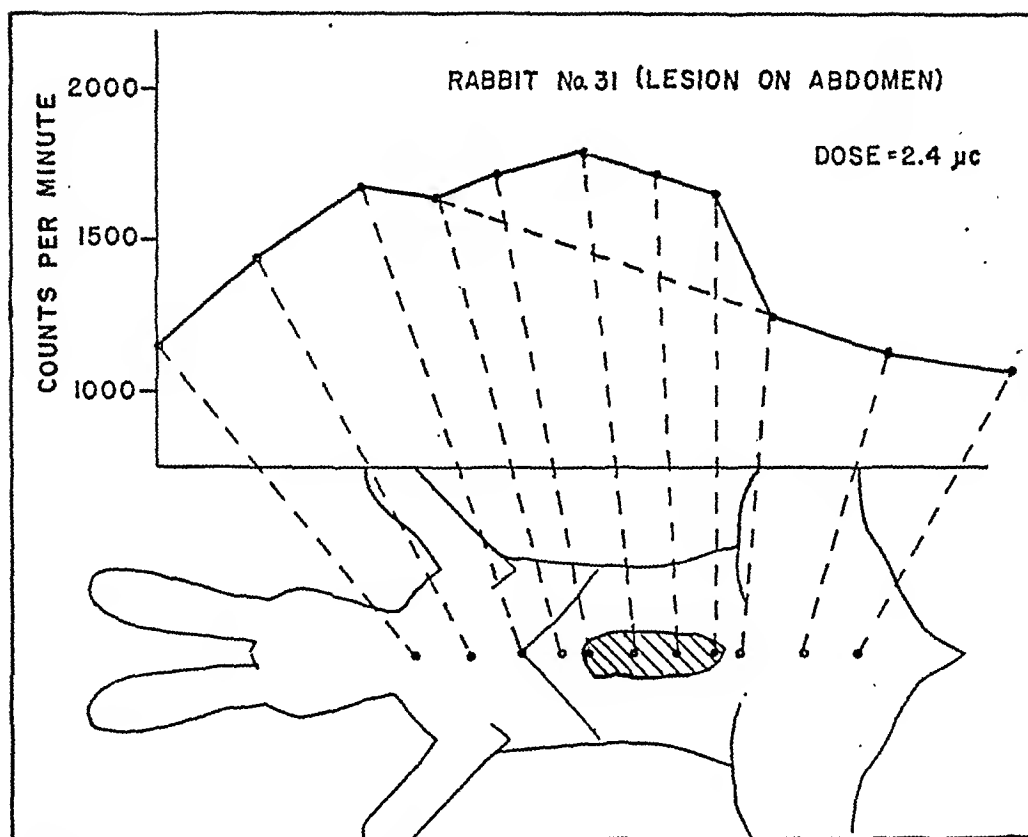 RABBIT No. 31 (LESION ON ABDOMEN)
DOSE = 2.4 μc
COUNTS PER MINUTE
2000
1500
1000